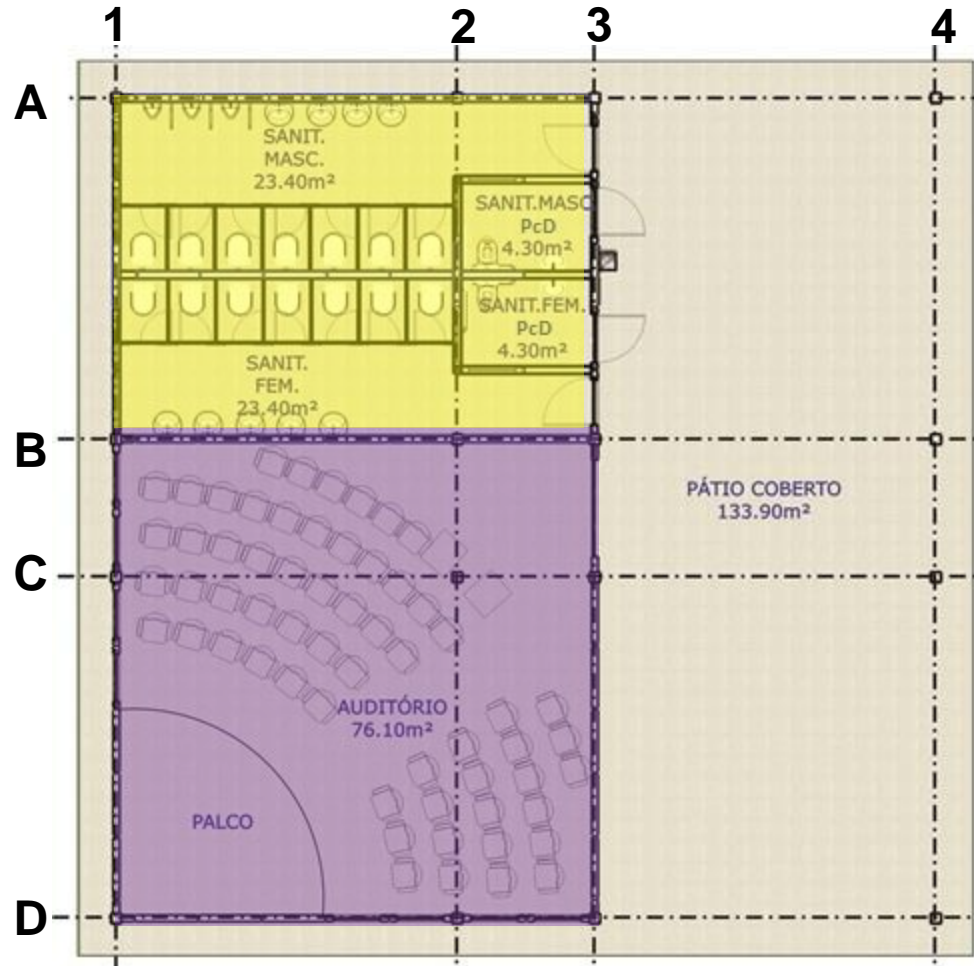 1 2 3 4
A
SANIT.
MASC.
23.40m²
SANIT.MASC
PcD
4.30m²
SANIT.FEM.
PcD
4.30m²
SANIT.
FEM.
23.40m²
B
PÁTIO COBERTO
133.90m²
C
AUDITÓRIO
76.10m²
PALCO
D